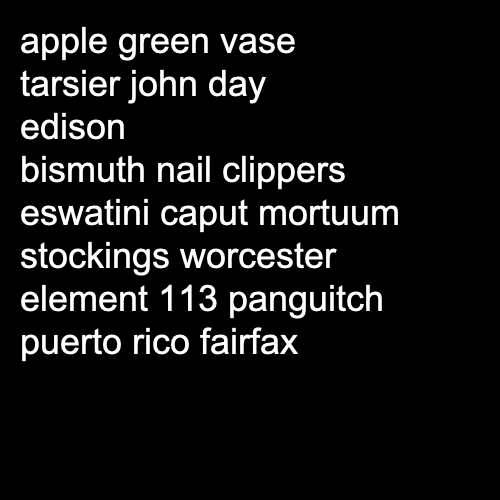 apple green vase
tarsier john day
edison
bismuth nail clippers
eswatini caput mortuum
stockings worcester
element 113 panguitch
puerto rico fairfax